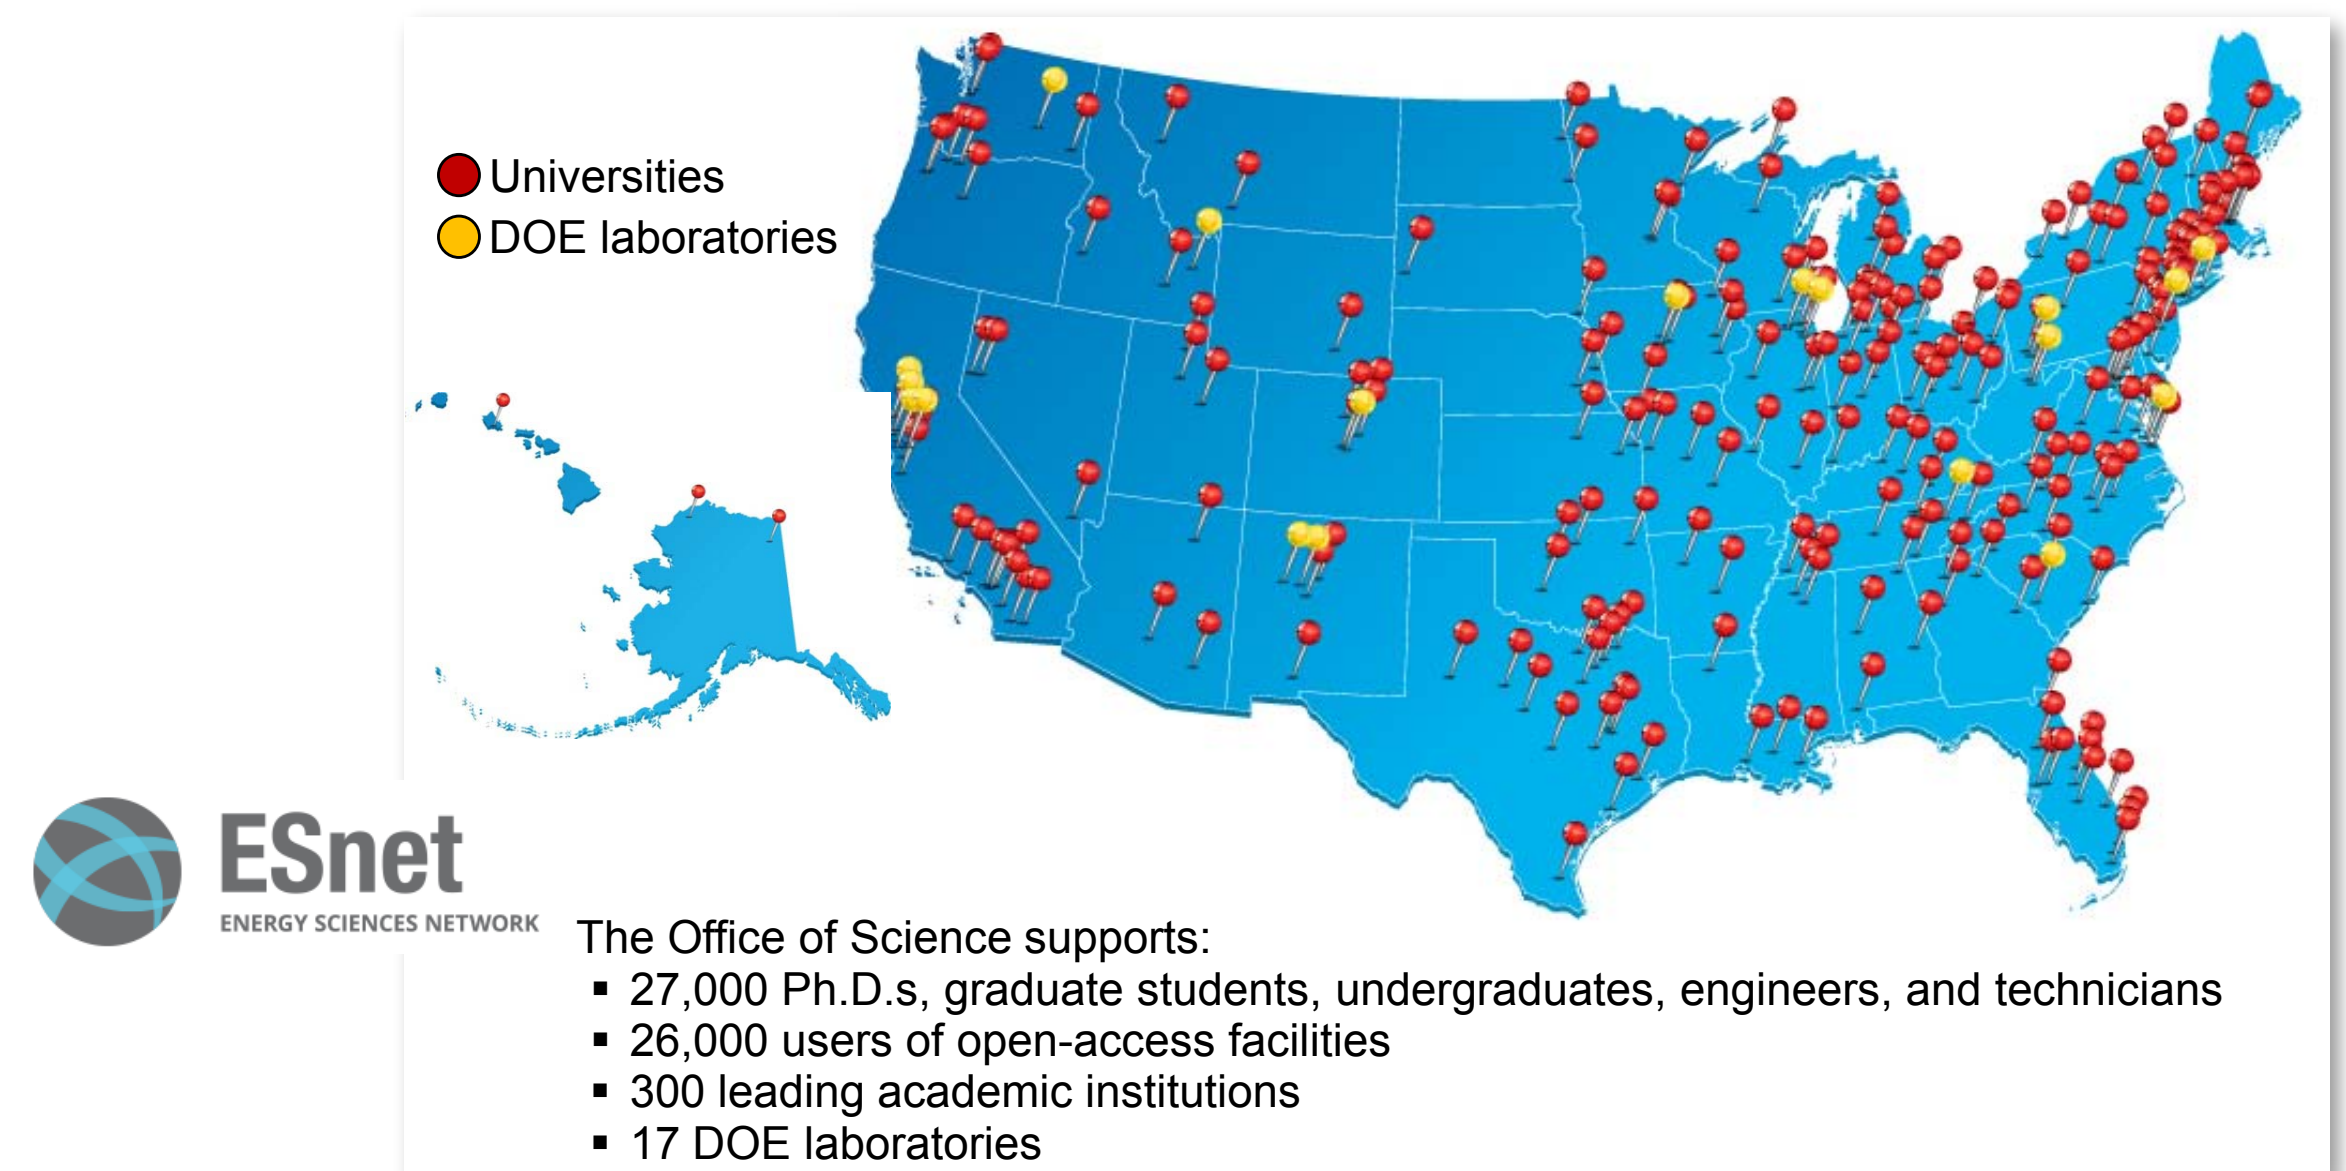 Universities
DOE laboratories
ESnet
ENERGY SCIENCES NETWORK
The Office of Science supports:
▪ 27,000 Ph.D.s, graduate students, undergraduates, engineers, and technicians
▪ 26,000 users of open-access facilities
▪ 300 leading academic institutions
▪ 17 DOE laboratories